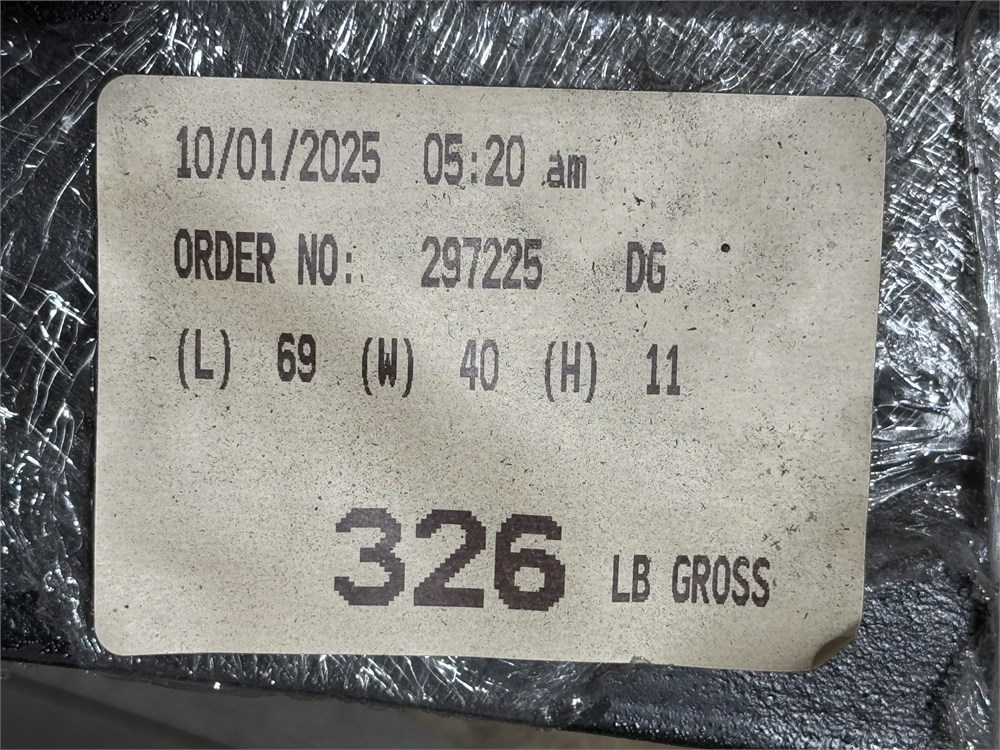 10/01/2025 05:20 am
ORDER NO: 297225 DG
(L) 69 (W) 40 (H) 11
326 LB GROSS